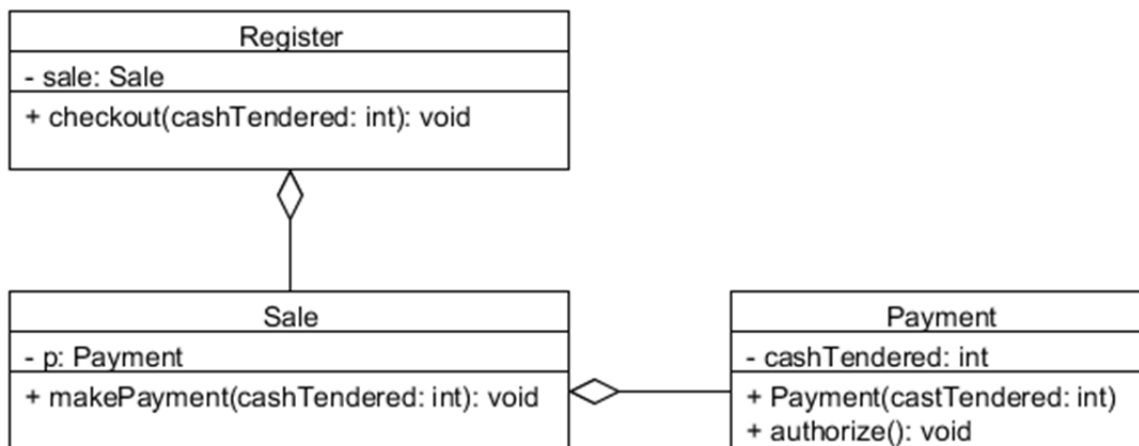 Register
- sale: Sale
+ checkout(cashTendered: int): void
Sale
- p: Payment
+ makePayment(cashTendered: int): void
Payment
- cashTendered: int
+ Payment(castTendered: int)
+ authorize(): void